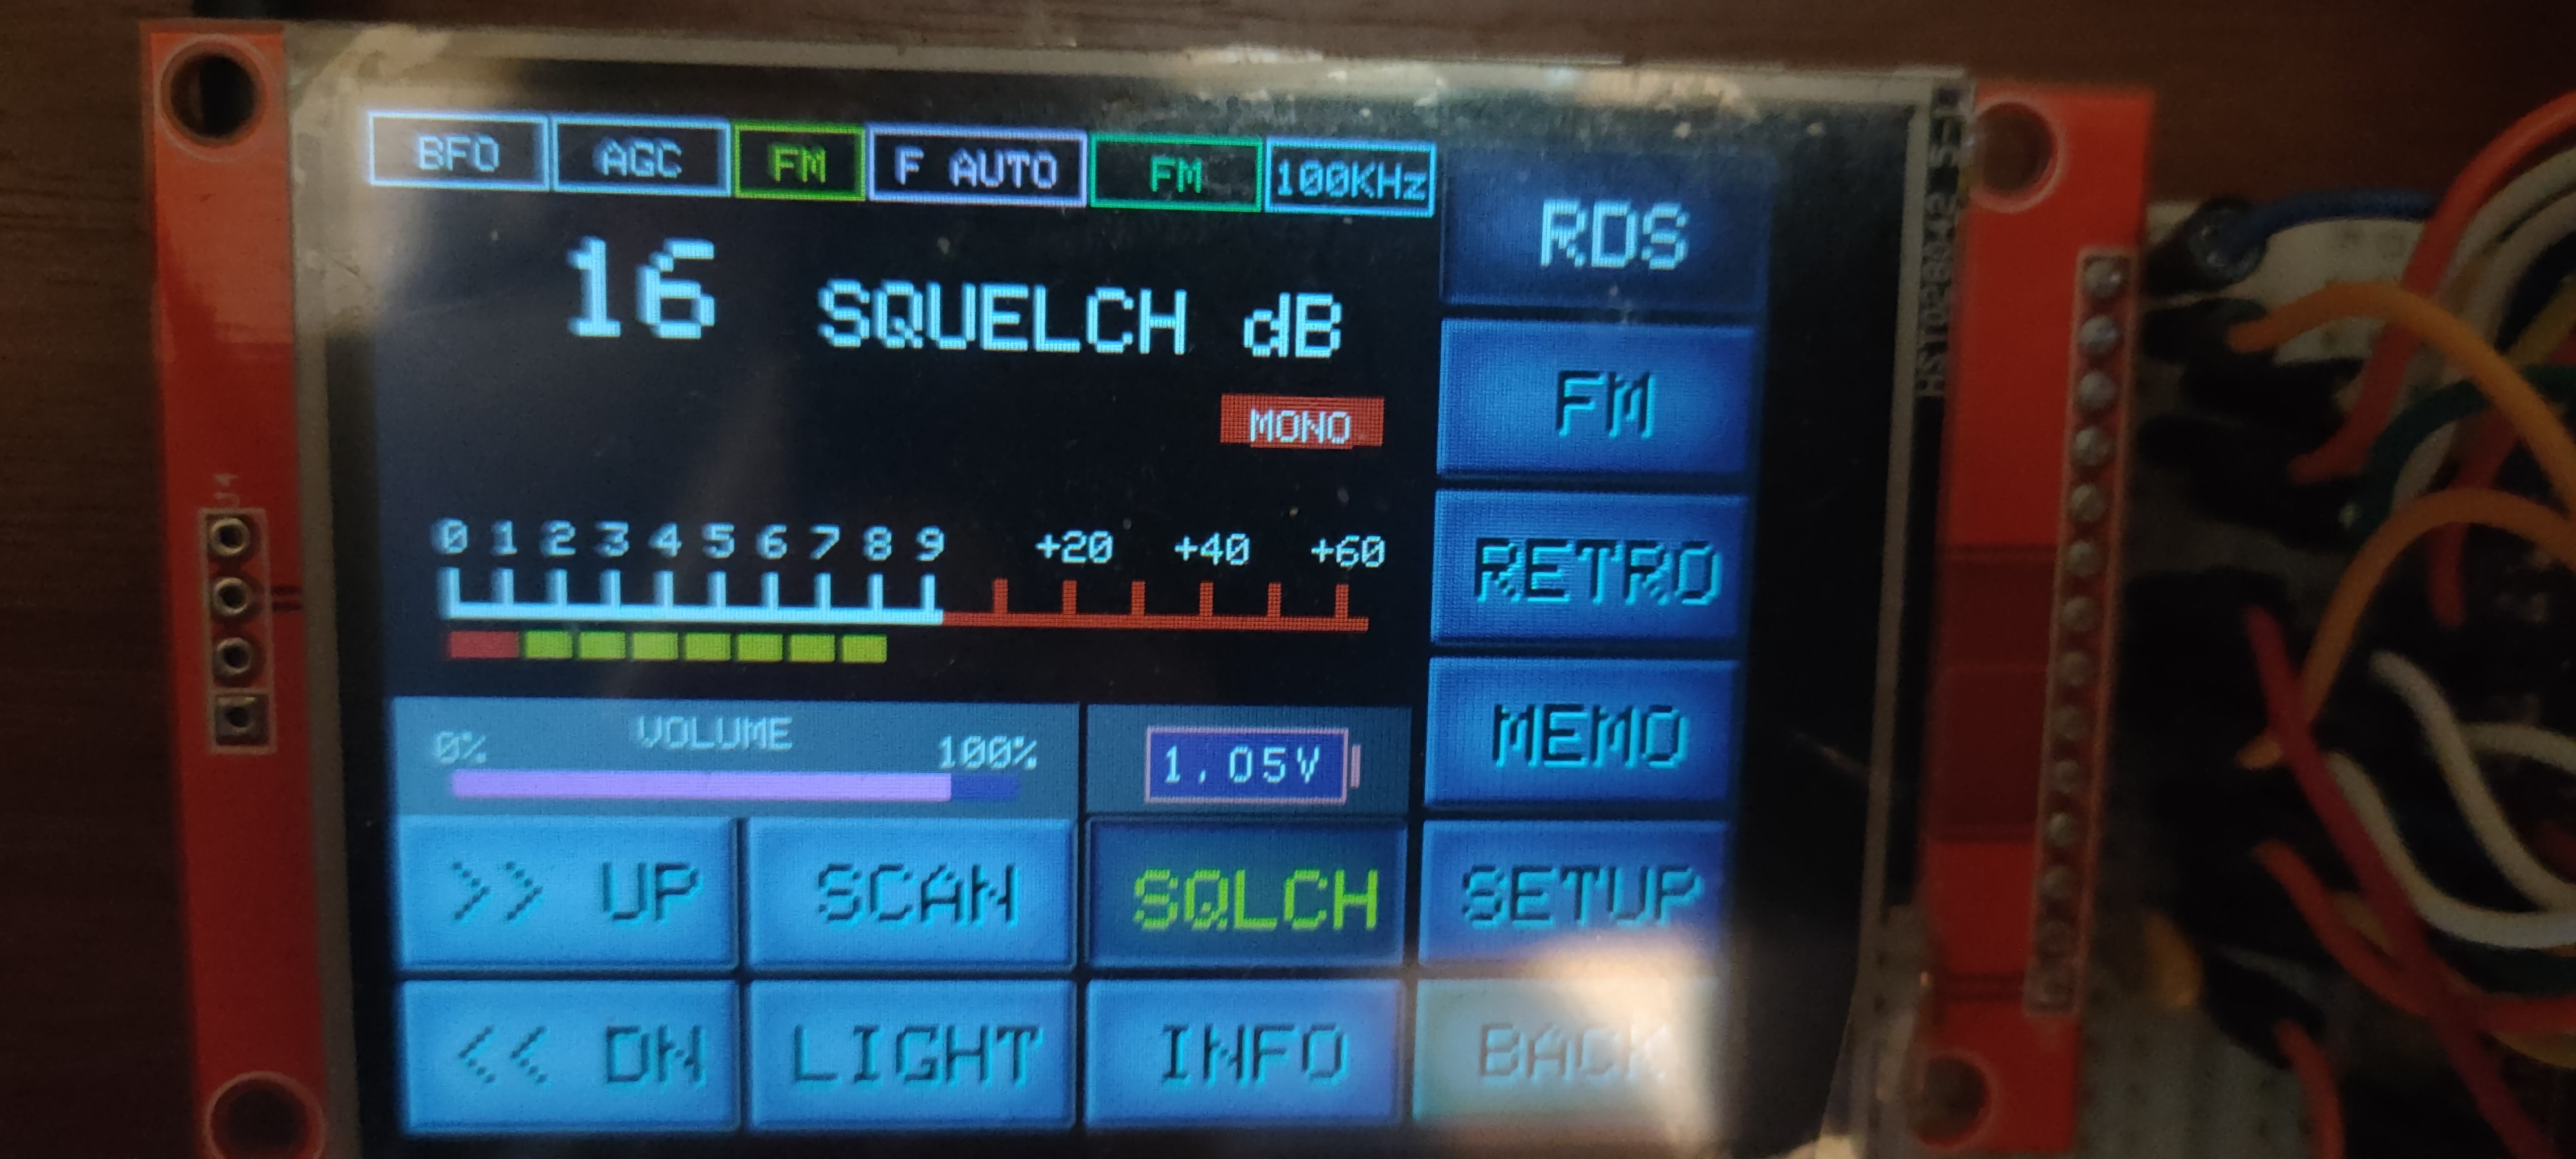 BFO AGC FM F AUTO FM 100KHz
16 SQUELCH dB
MONO
0 1 2 3 4 5 6 7 8 9 +20 +40 +60
VOLUME
0% 100%
1.05V
RDS
FM
RETRO
MEMO
>> UP SCAN SQLCH SETUP
<< DN LIGHT INFO BACK
J4